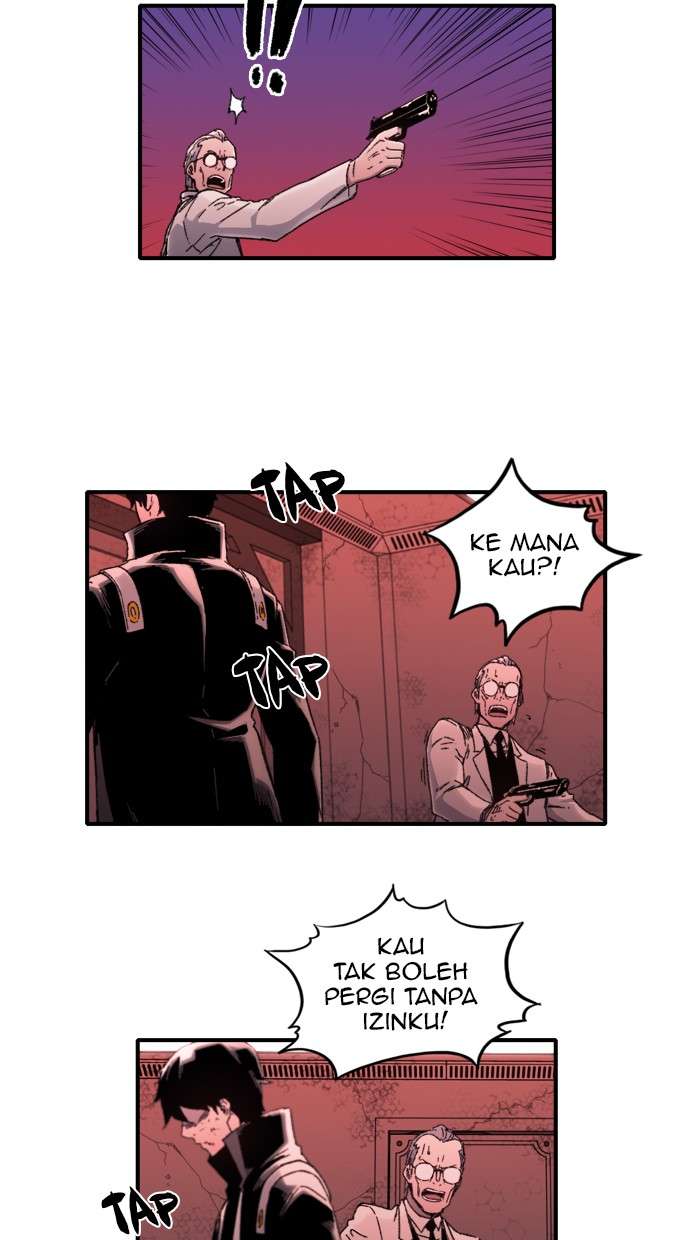 !!
TAP
KE MANA
KAU?!
TAP
KAU
TAK BOLEH
PERGI TANPA
IZINKU!
TAP